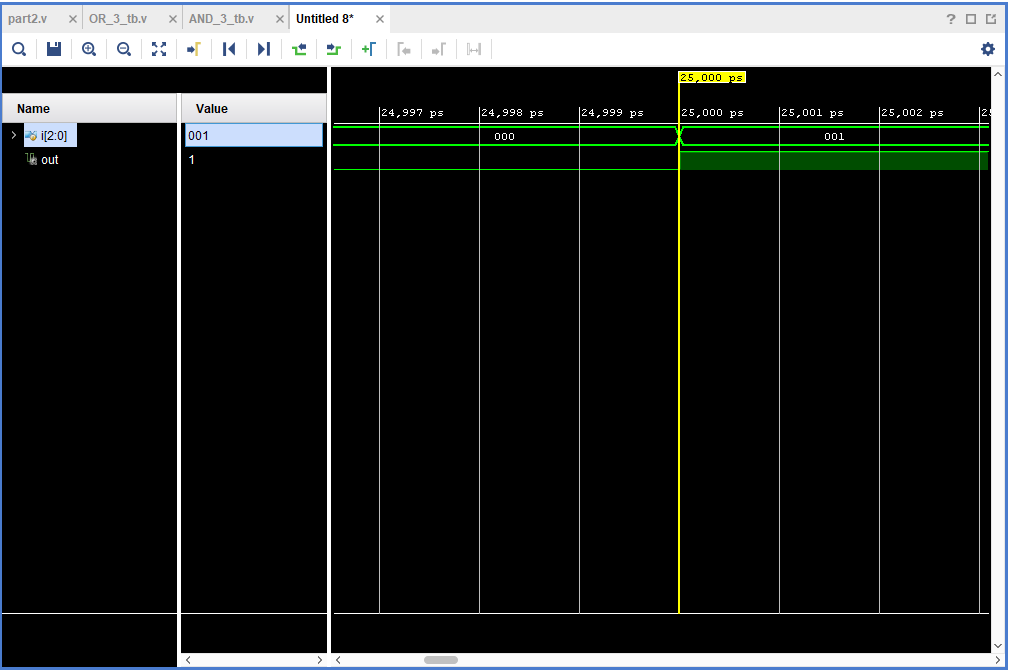 part2.v × OR_3_tb.v × AND_3_tb.v × Untitled 8* × ?
25,000 ps
Name Value
24,997 ps 24,998 ps 24,999 ps 25,000 ps 25,001 ps 25,002 ps
i[2:0] 001 000 001
out 1